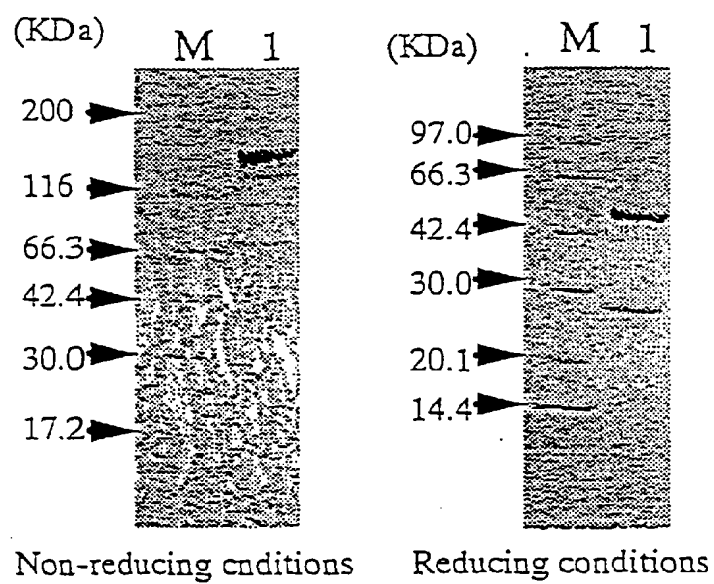 (KDa)
M 1
200
116
66.3
42.4
30.0
17.2
Non-reducing cnditions
(KDa)
M 1
97.0
66.3
42.4
30.0
20.1
14.4
Reducing conditions